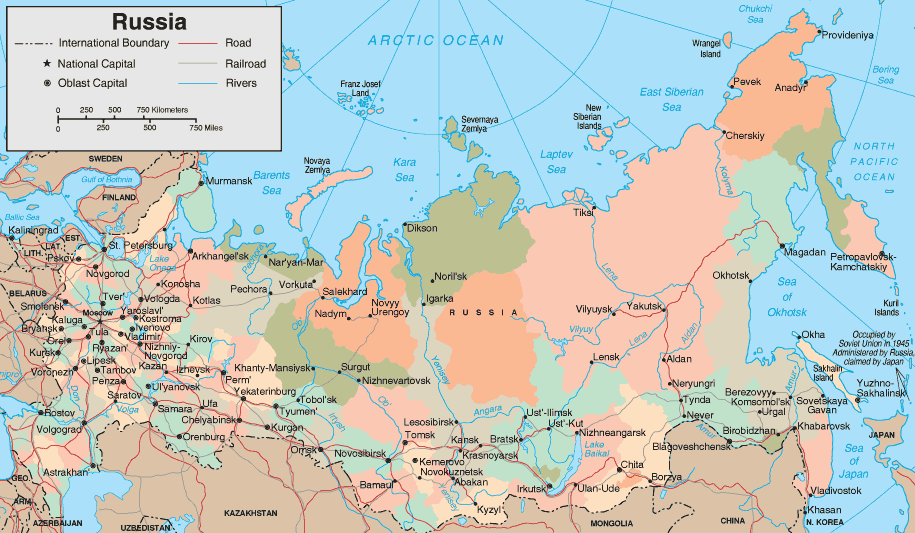 Russia
International Boundary
Road
National Capital
Railroad
Oblast Capital
Rivers
0 250 500 750 Kilometers
0 250 500 750 Miles
ARCTIC OCEAN
Chukchi
Sea
Provideniya
Wrangel
Island
Bering
Sea
Pevek
Anadyr
Franz Josef
Land
East Siberian
Sea
New
Siberian
Islands
Severnaya
Zemlya
Cherskiy
NORTH
PACIFIC
OCEAN
Laptev
Sea
Kara
Sea
Novaya
Zemlya
Barents
Sea
SWEDEN
Gulf of Bothnia
Murmansk
FINLAND
Kolyma
Baltic Sea
Tiksi
Dikson
Kaliningrad
EST.
LAT.
LITH.
St. Petersburg
Pskov
Lake
Onega
Arkhangel'sk
Nar'yan-Mar
Magadan
Petropavlovsk-
Kamchatskiy
Novgorod
Pechora
Vorkuta
Noril'sk
Lena
Okhotsk
Sea
of
Okhotsk
Kuril
Islands
BELARUS
Konosha
Salekhard
Igarka
Tver'
Vologda
Kotlas
Smolensk
Moscow
Yaroslavl'
Nadym
Novyy
Urengoy
RUSSIA
Vilyuysk
Yakutsk
Kaluga
Kostroma
Ivenovo
Bryansk
Tula
Vladimir
Vilyuy
Lena
Aldan
Okha
Occupied by
Soviet Union in 1945
Administered by Russia,
claimed by Japan
Orel
Ryazan'
Nizhniy-
Novgorod
Kirov
Kursk
Lipesk
Kazan
Izhevsk
Perm'
Khanty-Mansiysk
Surgut
Nizhnevartovsk
Yenisey
Lensk
Aldan
Sakhalin
Island
Voronezh
Tambov
Penza
Ul'yanovsk
Yekaterinburg
Neryungri
Berezovyy
Amur
Yuzhno-
Sakhalinsk
Don
Saratov
Tobol'sk
Ob'
Ob'
Tynda
Komsomol'sk
Sovetskaya
Gavan
Rostov
Volga
Samara
Ufa
Tyumen'
Angara
Ust'-Ilimsk
Never
Urgal
Volgograd
Chelyabinsk
Kurgan
Irtysh
Lesosibirsk
Ust'-Kut
Birobidzhan
Khabarovsk
Orenburg
Tomsk
Kansk
Bratsk
Nizhneangarsk
Blagoveshchensk
Amur
JAPAN
Omsk
Novosibirsk
Krasnoyarsk
Lake
Baikal
Sea
of
Japan
Astrakhan'
Kemerovo
Novokuznetsk
Abakan
Chita
GEO.
Barnaul
Irkutsk
Ulan-Ude
Borzya
Vladivostok
ARM.
Yenisey
Kyzyl
Khasan
AZERBAIJAN
UZBEDISTAN
KAZAKHSTAN
MONGOLIA
CHINA
N. KOREA